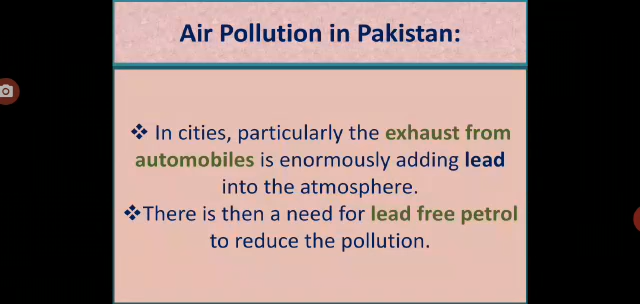 Air Pollution in Pakistan:
❖ In cities, particularly the exhaust from
automobiles is enormously adding lead
into the atmosphere.
❖There is then a need for lead free petrol
to reduce the pollution.